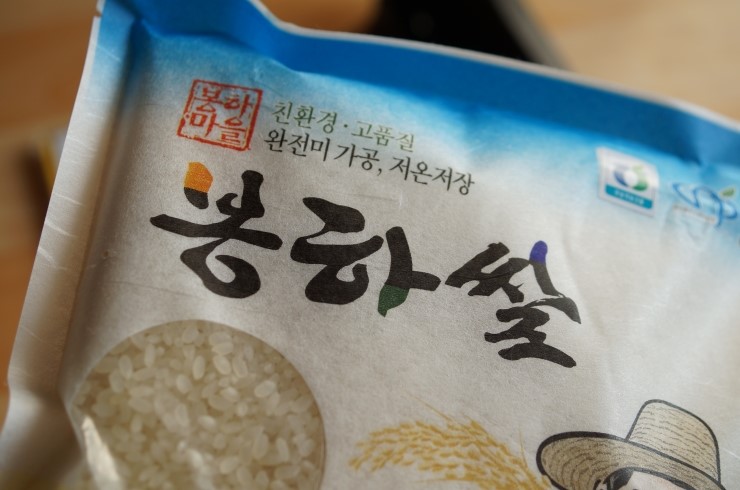 봉하
마을
친환경·고품질
완전미 가공, 저온저장
봉하쌀